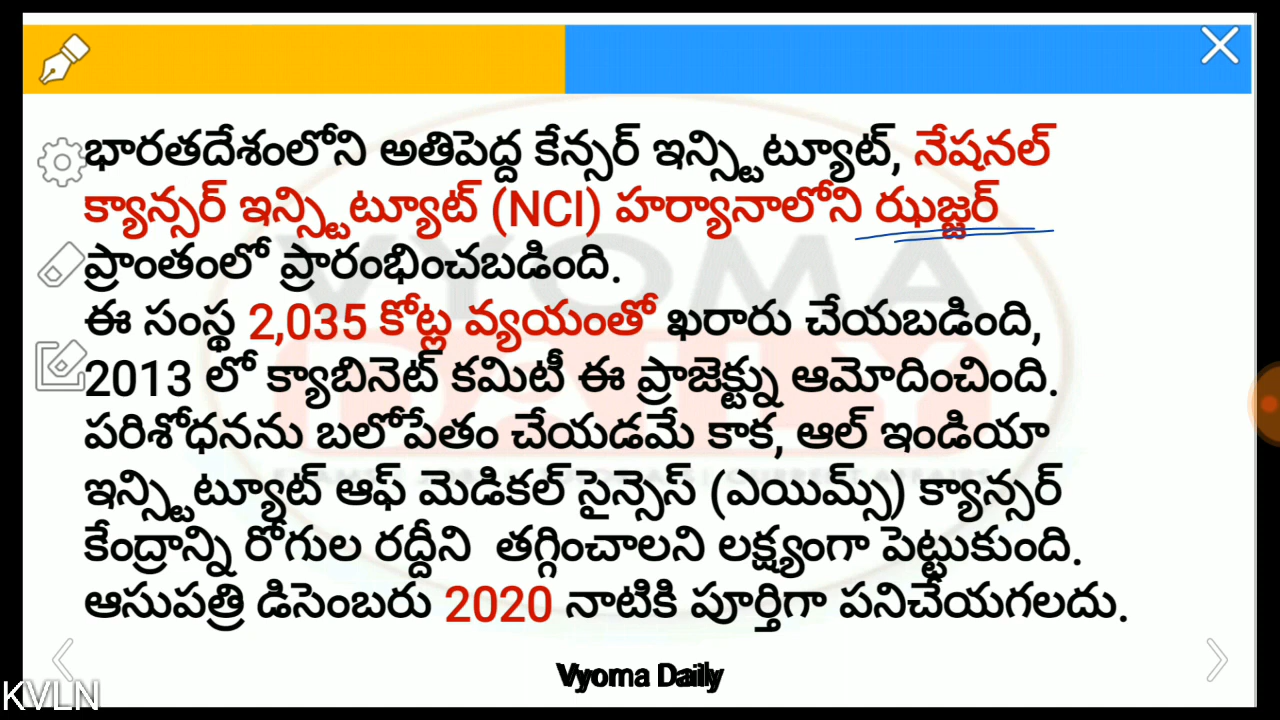 భారతదేశంలోని అతిపెద్ద కేన్సర్ ఇన్స్టిట్యూట్, నేషనల్
క్యాన్సర్ ఇన్స్టిట్యూట్ (NCI) హర్యానాలోని ఝజ్జర్
ప్రాంతంలో ప్రారంభించబడింది.
ఈ సంస్థ 2,035 కోట్ల వ్యయంతో ఖరారు చేయబడింది,
2013 లో క్యాబినెట్ కమిటీ ఈ ప్రాజెక్ట్ను ఆమోదించింది.
పరిశోధనను బలోపేతం చేయడమే కాక, ఆల్ ఇండియా
ఇన్స్టిట్యూట్ ఆఫ్ మెడికల్ సైన్సెస్ (ఎయిమ్స్) క్యాన్సర్
కేంద్రాన్ని రోగుల రద్దీని తగ్గించాలని లక్ష్యంగా పెట్టుకుంది.
ఆసుపత్రి డిసెంబరు 2020 నాటికి పూర్తిగా పనిచేయగలదు.
Vyoma Daily
KVLN
VYOMA
DAILY